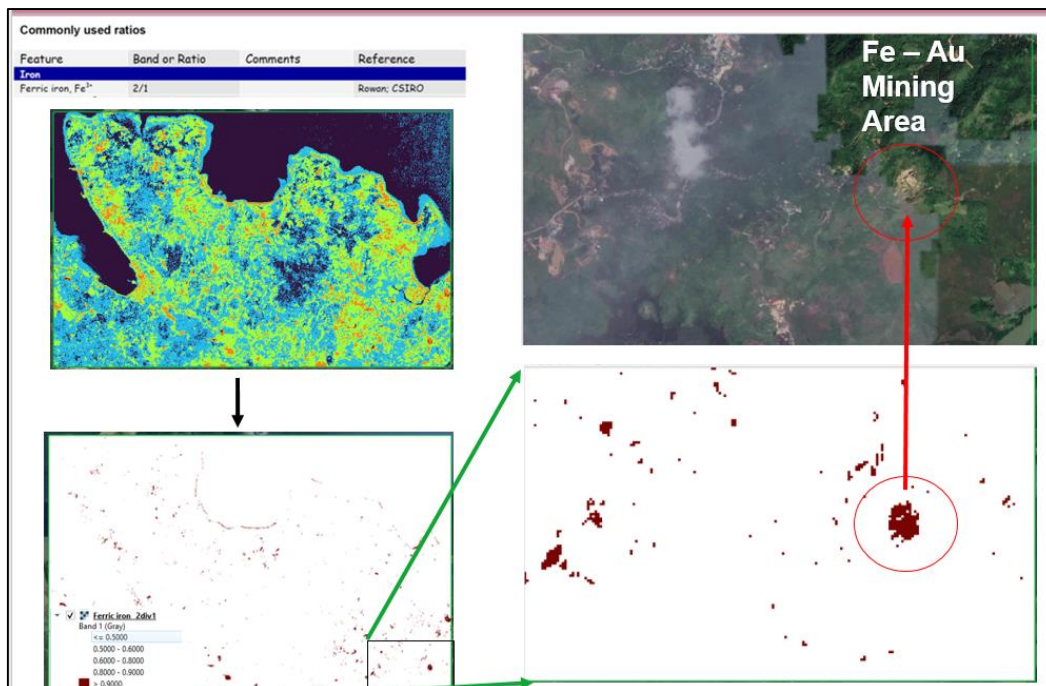 Commonly used ratios
Feature Band or Ratio Comments Reference
Iron
Ferric iron, Fe³⁺ 2/1 Rowan; CSIRO
Fe – Au
Mining
Area
Ferric iron_2div1
Band 1 (Gray)
<= 0.5000
0.5000 - 0.6000
0.6000 - 0.8000
0.8000 - 0.9000
> 0.9000